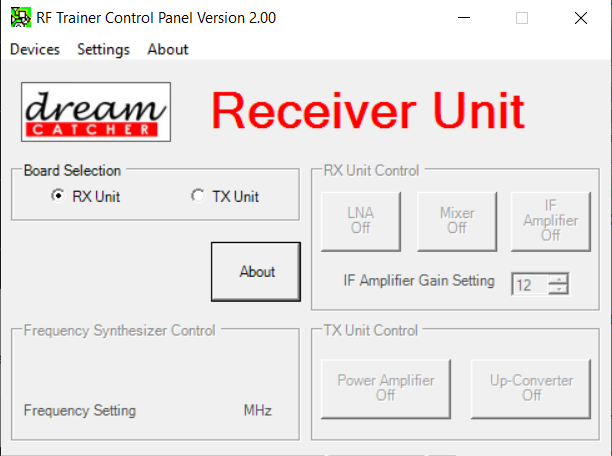 RF Trainer Control Panel Version 2.00
Devices Settings About
dream
CATCHER
Receiver Unit
Board Selection
RX Unit TX Unit
About
RX Unit Control
LNA
Off
Mixer
Off
IF
Amplifier
Off
IF Amplifier Gain Setting 12
Frequency Synthesizer Control
Frequency Setting MHz
TX Unit Control
Power Amplifier
Off
Up-Converter
Off